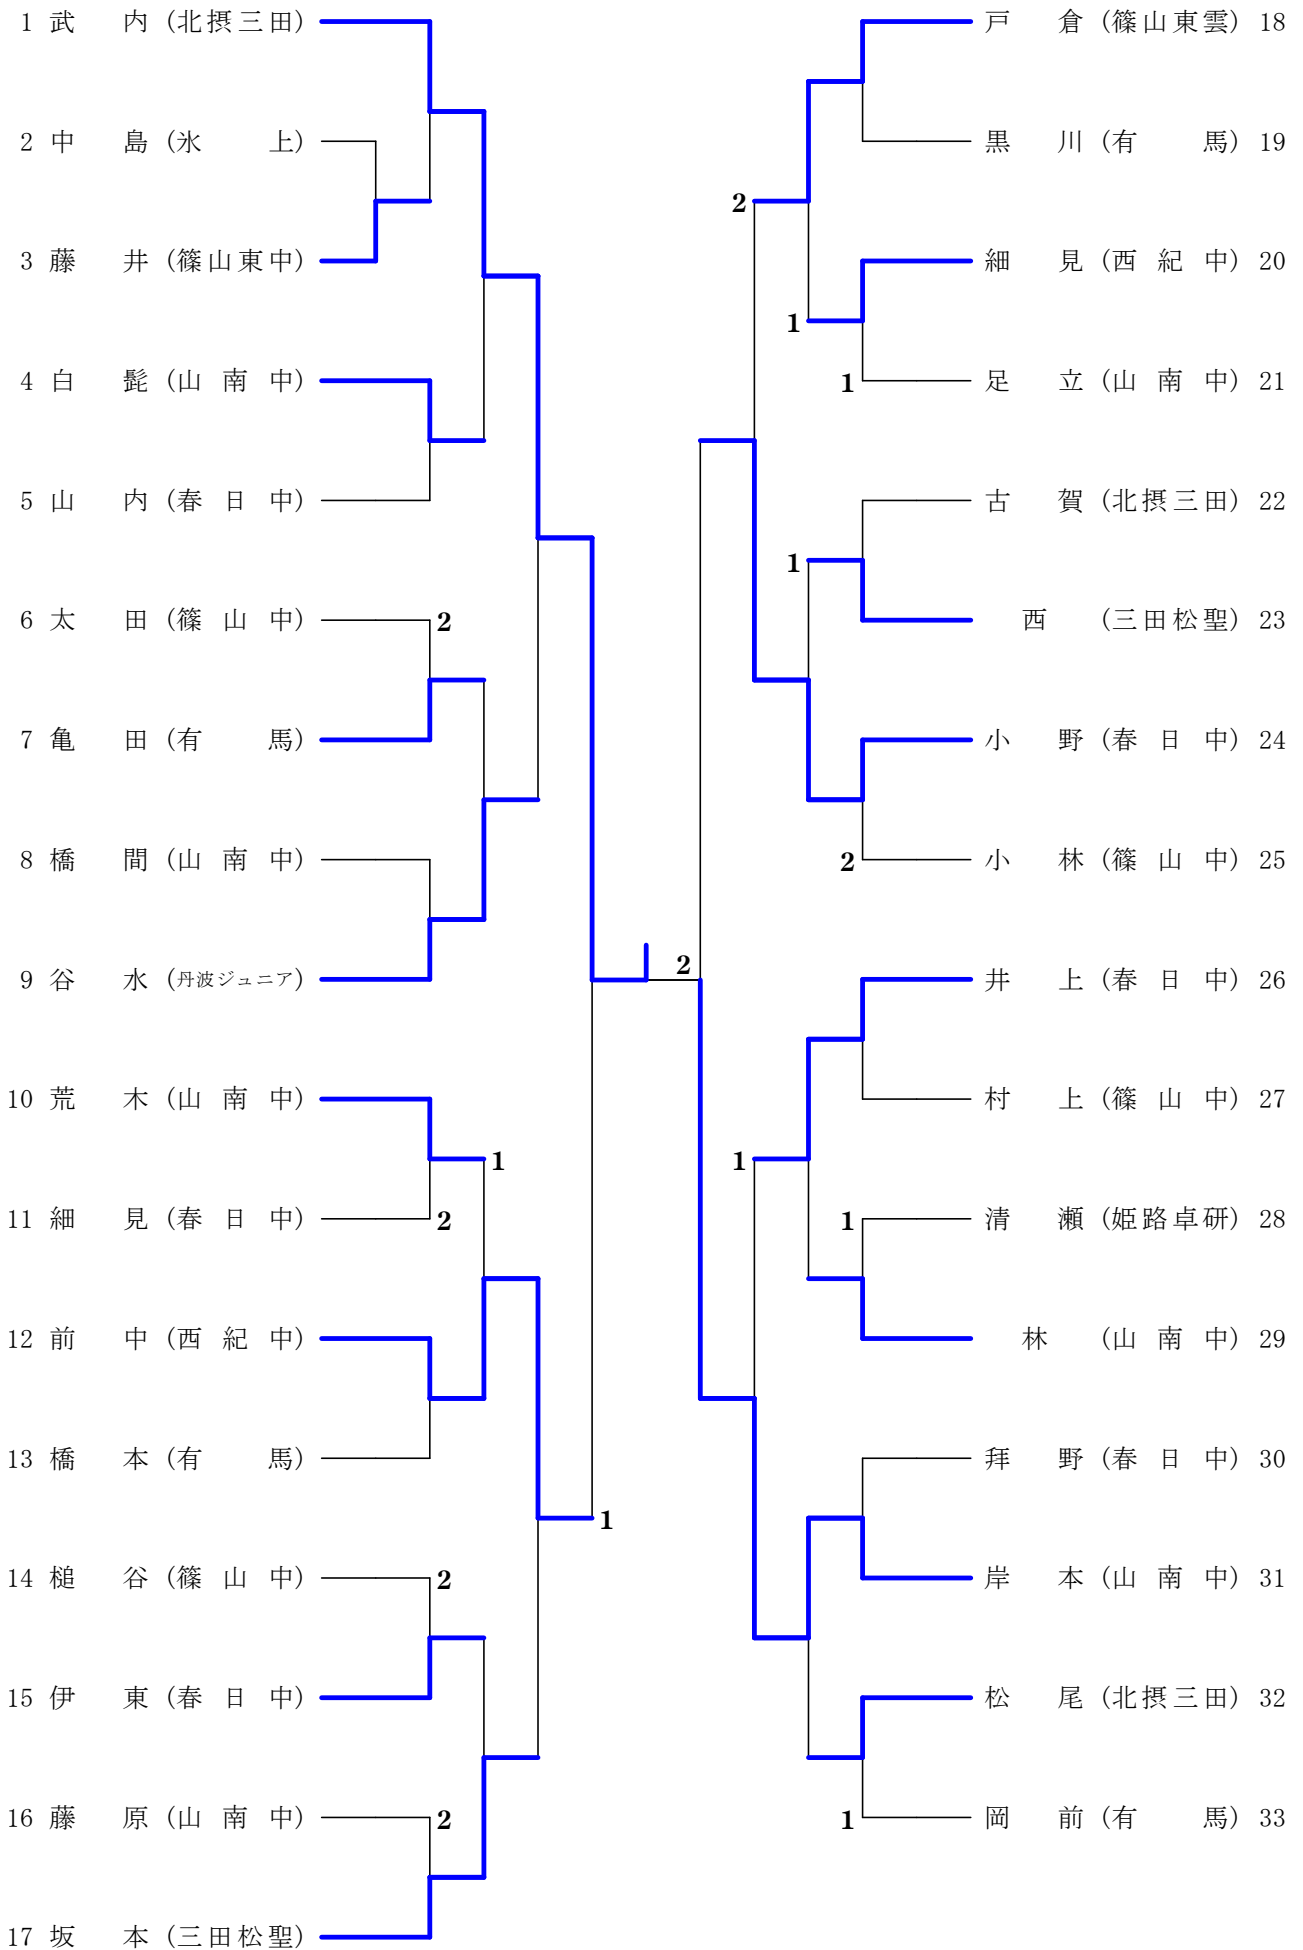 1 武 内 (北摂三田)
2 中 島 (氷 上)
3 藤 井 (篠山東中)
4 白 髭 (山 南 中)
5 山 内 (春 日 中)
6 太 田 (篠 山 中) 2
7 亀 田 (有 馬)
8 橋 間 (山 南 中)
9 谷 水 (丹波ジュニア)
10 荒 木 (山 南 中)
1
11 細 見 (春 日 中) 2
12 前 中 (西 紀 中)
13 橋 本 (有 馬)
1
14 槌 谷 (篠 山 中) 2
15 伊 東 (春 日 中)
16 藤 原 (山 南 中) 2
17 坂 本 (三田松聖)
2
戸 倉 (篠山東雲) 18
黒 川 (有 馬) 19
2
細 見 (西 紀 中) 20
1
1 足 立 (山 南 中) 21
古 賀 (北摂三田) 22
1
西 (三田松聖) 23
小 野 (春 日 中) 24
2 小 林 (篠 山 中) 25
井 上 (春 日 中) 26
村 上 (篠 山 中) 27
1
1 清 瀬 (姫路卓研) 28
林 (山 南 中) 29
拜 野 (春 日 中) 30
岸 本 (山 南 中) 31
松 尾 (北摂三田) 32
1 岡 前 (有 馬) 33